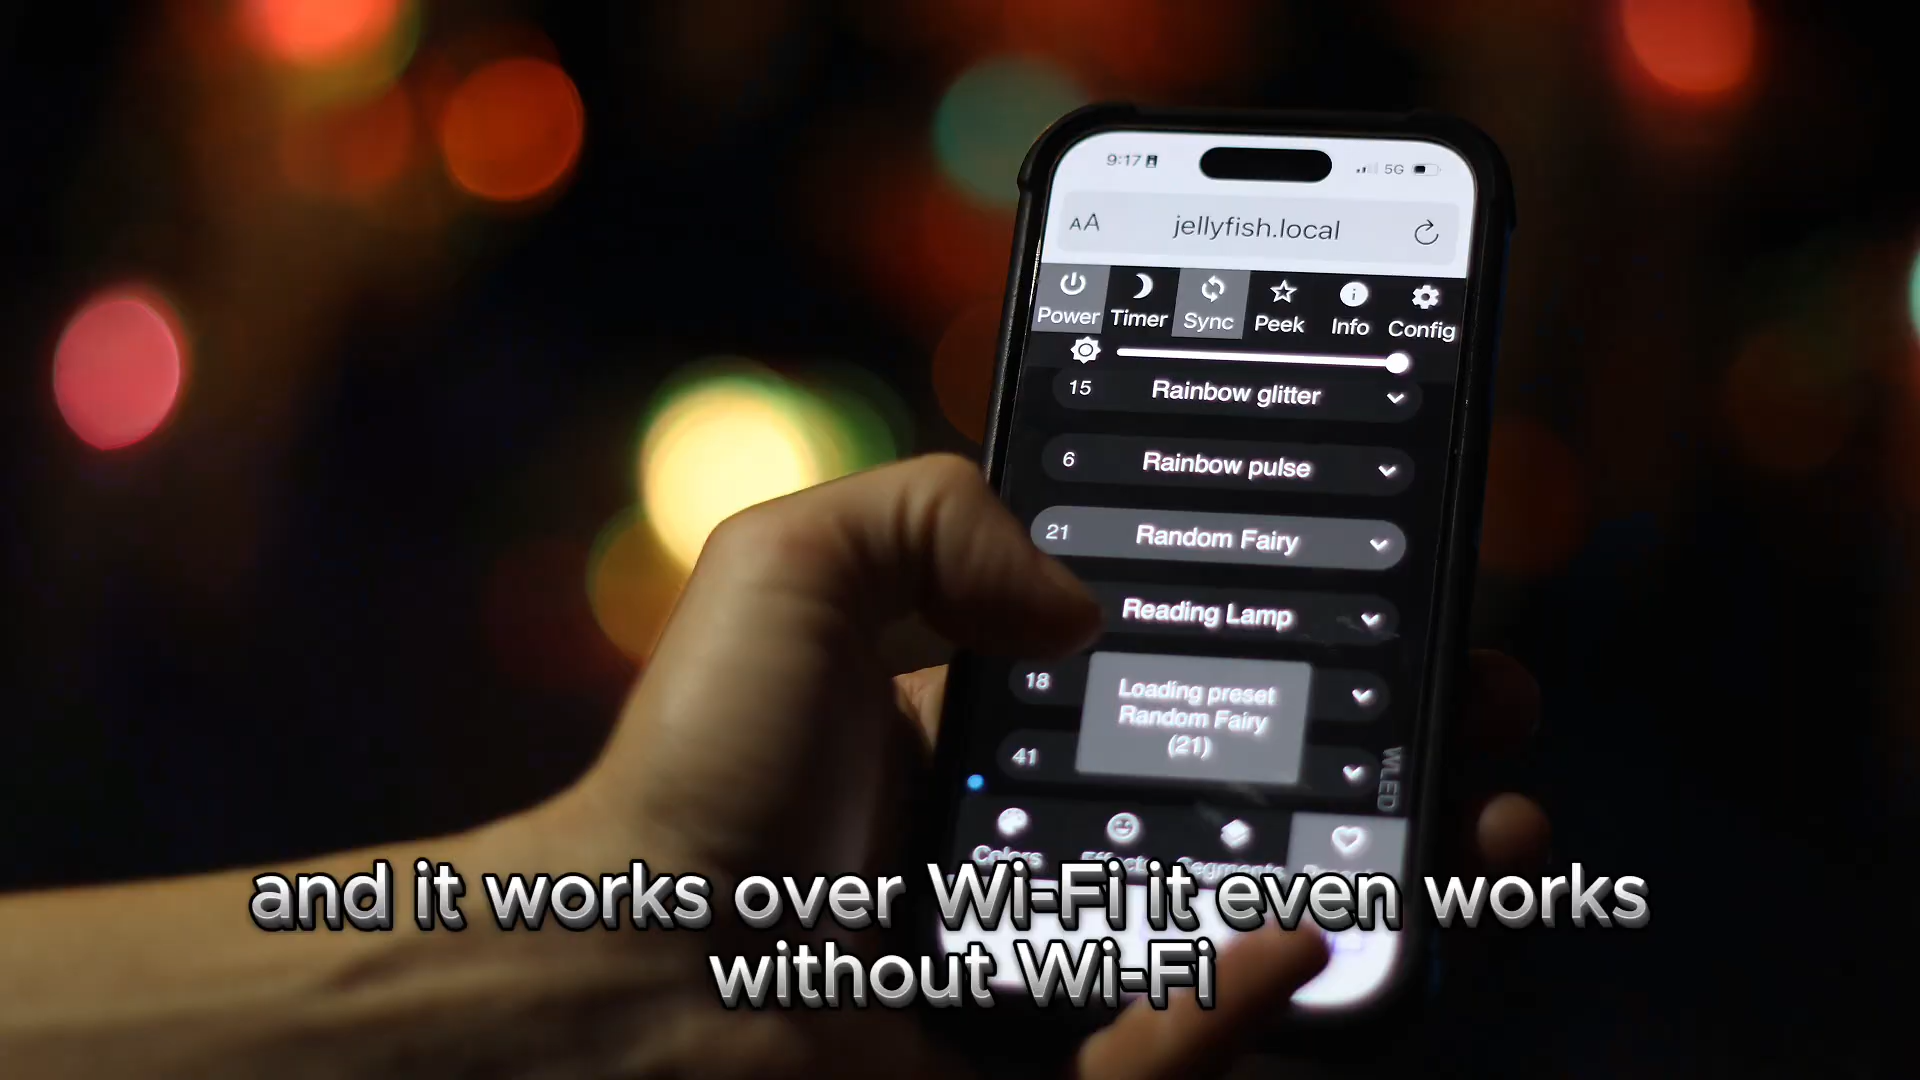 9:17
5G
AA
jellyfish.local
Power Timer Sync Peek Info Config
15 Rainbow glitter
6 Rainbow pulse
21 Random Fairy
Reading Lamp
18
Loading preset
Random Fairy
(21)
41
WLED
Colors Effects Segments
and it works over Wi-Fi it even works
without Wi-Fi